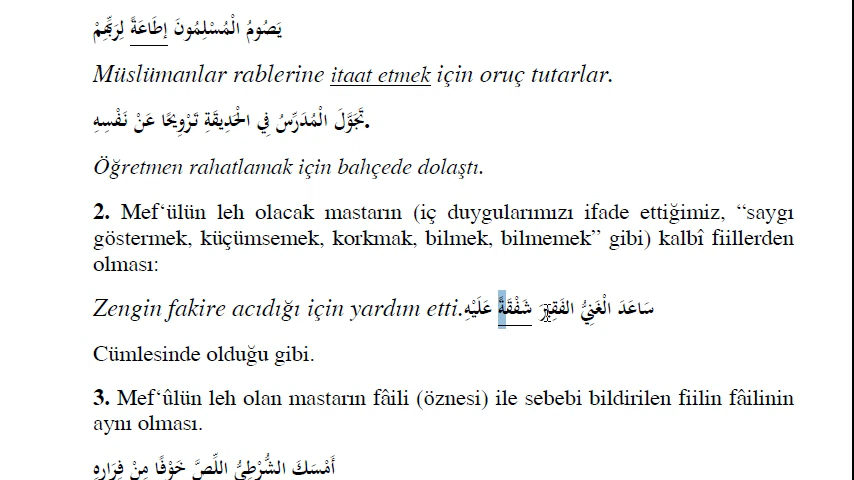 يَصُومُ الْمُسْلِمُونَ إِطَاعَةً لِرَبِّهِمْ
Müslümanlar rablerine itaat etmek için oruç tutarlar.
تَجَوَّلَ الْمُدَرِّسُ فِي الْحَدِيقَةِ تَرْوِيحًا عَنْ نَفْسِهِ.
Öğretmen rahatlamak için bahçede dolaştı.
2. Mef‘ülün leh olacak mastarın (iç duygularımızı ifade ettiğimiz, “saygı
göstermek, küçümsemek, korkmak, bilmek, bilmemek” gibi) kalbî fiillerden
olması:
Zengin fakire acıdığı için yardım etti. سَاعَدَ الْغَنِيُّ الفَقِيرَ شَفْقَةً عَلَيْهِ
Cümlesinde olduğu gibi.
3. Mef‘ûlün leh olan mastarın fâili (öznesi) ile sebebi bildirilen fiilin fâilinin
aynı olması.
أَمْسَكَ الشُّرْطِيُّ اللِّصَّ خَوْفًا مِنْ فِرَارِهِ